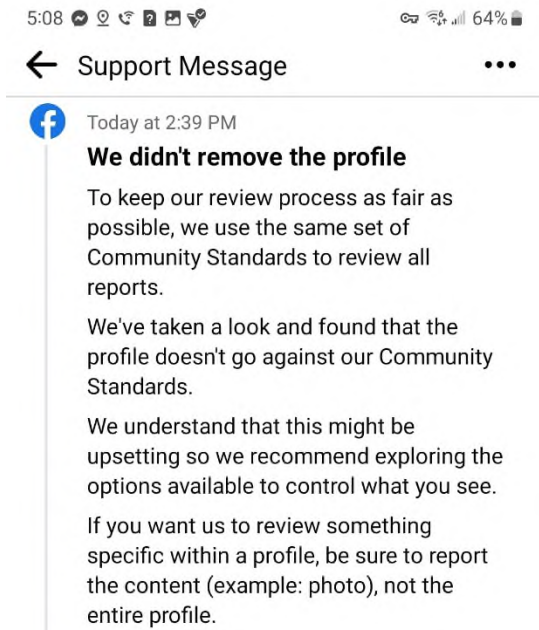 5:08 64%
Support Message
Today at 2:39 PM
We didn't remove the profile
To keep our review process as fair as
possible, we use the same set of
Community Standards to review all
reports.
We've taken a look and found that the
profile doesn't go against our Community
Standards.
We understand that this might be
upsetting so we recommend exploring the
options available to control what you see.
If you want us to review something
specific within a profile, be sure to report
the content (example: photo), not the
entire profile.